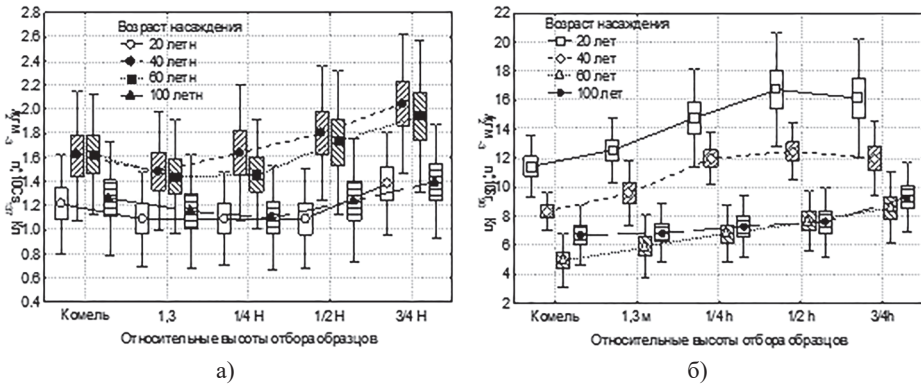 Возраст насаждения
20 летн
40 летн
60 летн
100 летн
2.8
2.6
2.4
2.2
2.0
1.8
1.6
1.4
1.2
1.0
0.8
0.6
0.4
Комель
1,3
1/4 H
1/2 H
3/4 H
Относительные высоты отбора образцов
а)
Возраст насаждения
20 лет
40 лет
60 лет
100 лет
22
20
18
16
14
12
10
8
6
4
2
Комель
1,3 м
1/4 h
1/2 h
3/4h
Относительные высоты отбора образцов
б)